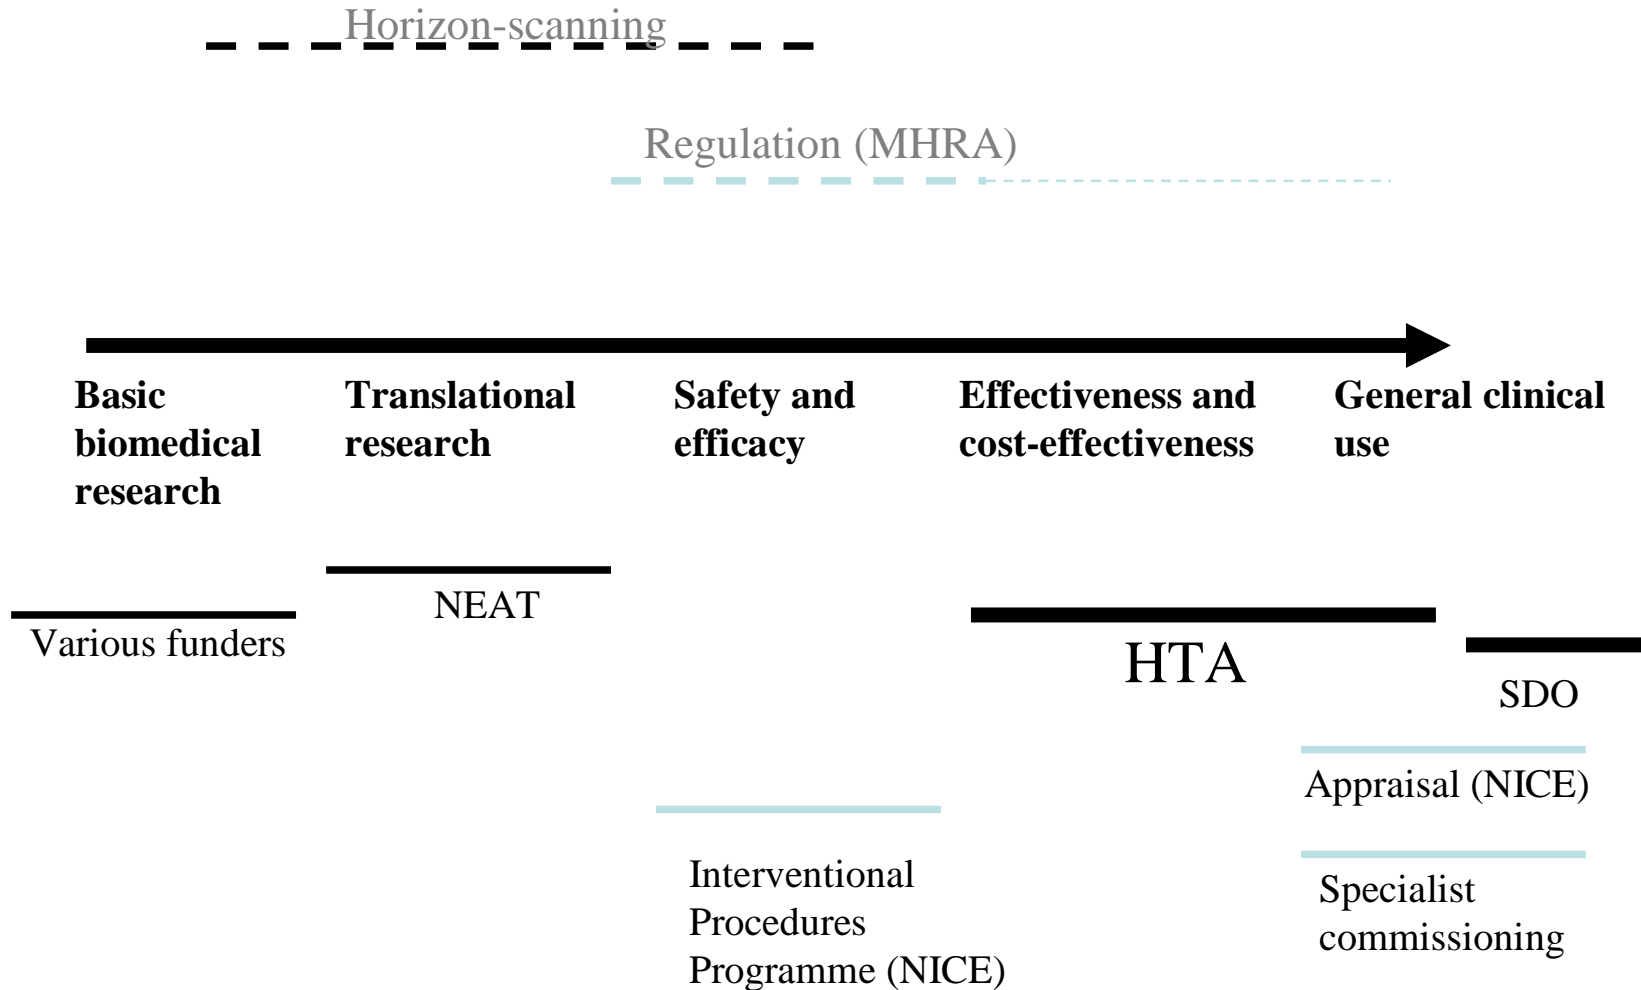 Horizon-scanning
Regulation (MHRA)
Basic
biomedical
research
Translational
research
Safety and
efficacy
Effectiveness and
cost-effectiveness
General clinical
use
Various funders
NEAT
HTA
SDO
Appraisal (NICE)
Interventional
Procedures
Programme (NICE)
Specialist
commissioning